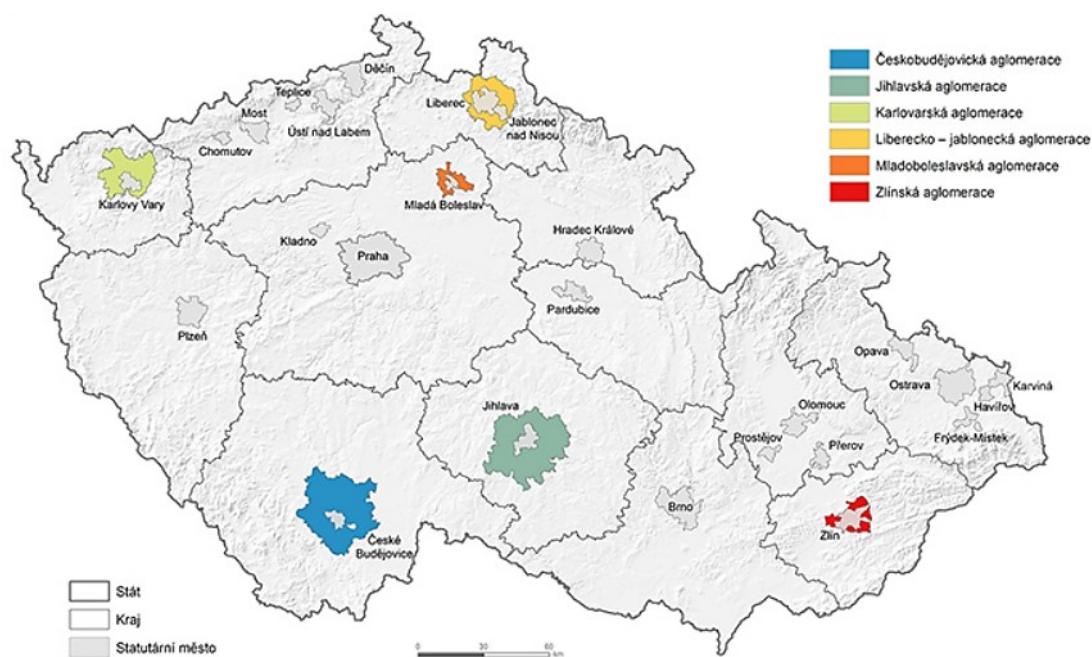 Českobudějovická aglomerace
Jihlavská aglomerace
Karlovarská aglomerace
Liberecko – jablonecká aglomerace
Mladoboleslavská aglomerace
Zlínská aglomerace
Děčín
Teplice
Most
Ústí nad Labem
Chomutov
Liberec
Jablonec
nad Nisou
Karlovy Vary
Mladá Boleslav
Kladno
Praha
Hradec Králové
Pardubice
Plzeň
Opava
Ostrava
Karviná
Havířov
Frýdek-Místek
Jihlava
Olomouc
Prostějov
Přerov
Brno
Zlín
České
Budějovice
Stát
Kraj
Statutární město
0 30 60
km